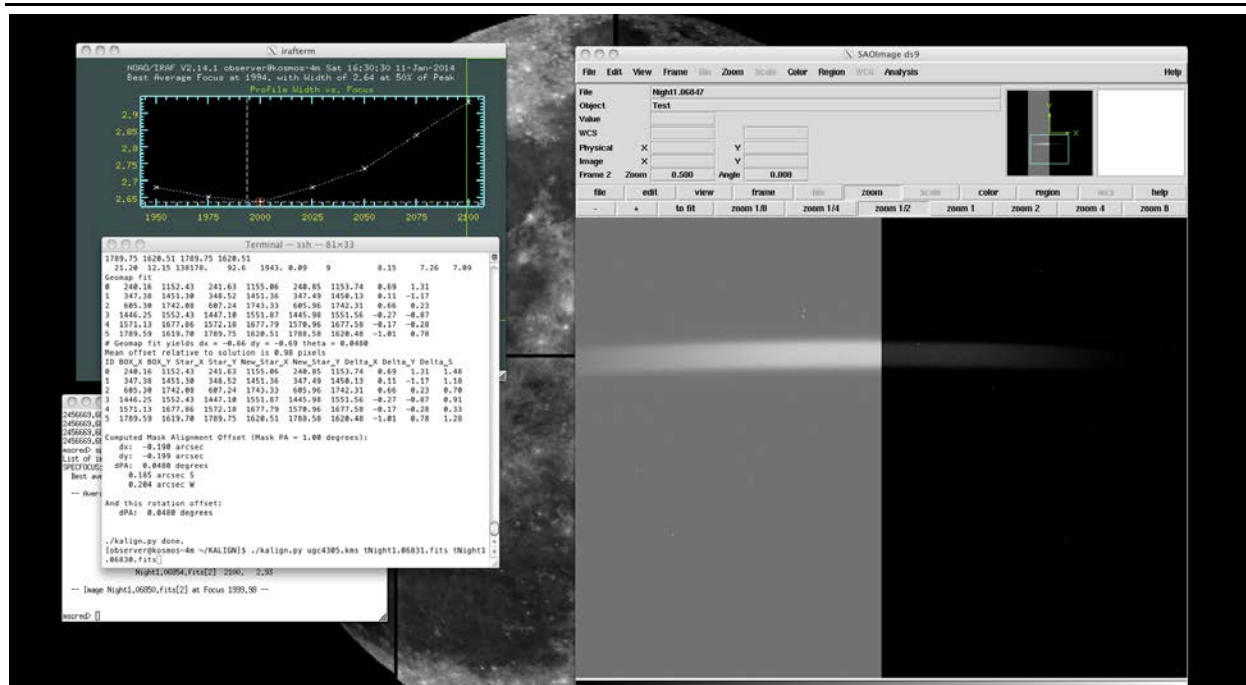 irafterm
NOAO/IRAF V2.14.1 observer@kosmos-4m Sat 16:30:30 11-Jan-2014
Best Average Focus at 1994, with Width of 2.64 at 50% of Peak
Profile Width vs. Focus
2.9
2.85
2.8
2.75
2.7
2.65
1950 1975 2000 2025 2050 2075 2100
Terminal — ssh — 81×33
1789.75 1620.51 1789.75 1620.51
21.20 12.15 138178. 92.6 1943. 0.09 9 8.15 7.26 7.09
Geomap fit
0 240.16 1152.43 241.63 1155.06 240.85 1153.74 0.69 1.31
1 347.38 1451.30 348.52 1451.36 347.49 1450.13 0.11 -1.17
2 605.30 1742.08 607.24 1743.33 605.96 1742.31 0.66 0.23
3 1446.25 1552.43 1447.10 1551.87 1445.98 1551.56 -0.27 -0.87
4 1571.13 1677.86 1572.18 1677.79 1570.96 1677.58 -0.17 -0.28
5 1789.59 1619.70 1789.75 1620.51 1788.58 1620.48 -1.01 0.78
# Geomap fit yields dx = -0.66 dy = -0.69 theta = 0.0480
Mean offset relative to solution is 0.98 pixels
ID BOX_X BOX_Y Star_X Star_Y New_Star_X New_Star_Y Delta_X Delta_Y Delta_S
0 240.16 1152.43 241.63 1155.06 240.85 1153.74 0.69 1.31 1.48
1 347.38 1451.30 348.52 1451.36 347.49 1450.13 0.11 -1.17 1.18
2 605.30 1742.08 607.24 1743.33 605.96 1742.31 0.66 0.23 0.70
3 1446.25 1552.43 1447.10 1551.87 1445.98 1551.56 -0.27 -0.87 0.91
4 1571.13 1677.86 1572.18 1677.79 1570.96 1677.58 -0.17 -0.28 0.33
5 1789.59 1619.70 1789.75 1620.51 1788.58 1620.48 -1.01 0.78 1.28
Computed Mask Alignment Offset (Mask PA = 1.00 degrees):
dx: -0.190 arcsec
dy: -0.199 arcsec
dPA: 0.0480 degrees
0.185 arcsec S
0.204 arcsec W
And this rotation offset:
dPA: 0.0480 degrees
./kalign.py done.
[observer@kosmos-4m ~/KALIGN]$ ./kalign.py ugc4305.kms tNight1.06831.fits tNight1
.06830.fits
List of
SPECFOCUS:
Best
-- Aver
Night1.06854.fits[2] 2100. 2.93
-- Image Night1.06850.fits[2] at Focus 1999.98 --
mscred>
SAOImage ds9
File Edit View Frame Bin Zoom Scale Color Region WCS Analysis Help
File Night1.06847
Object Test
Value
WCS
Physical X Y
Image X Y
Frame 2 Zoom 0.500 Angle 0.000
Y
X
file edit view frame bin zoom scale color region wcs help
- + to fit zoom 1/8 zoom 1/4 zoom 1/2 zoom 1 zoom 2 zoom 4 zoom 8